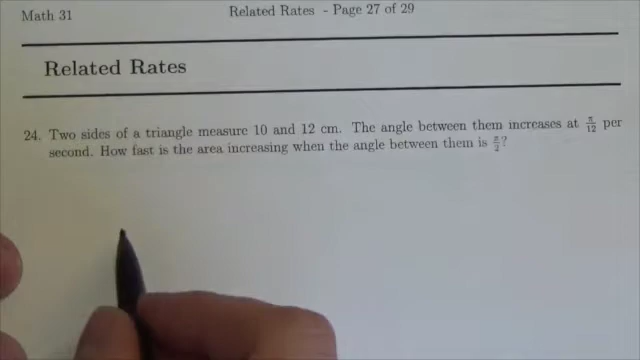 Math 31
Related Rates - Page 27 of 29
Related Rates
24. Two sides of a triangle measure 10 and 12 cm. The angle between them increases at π/12 per
second. How fast is the area increasing when the angle between them is π/2?